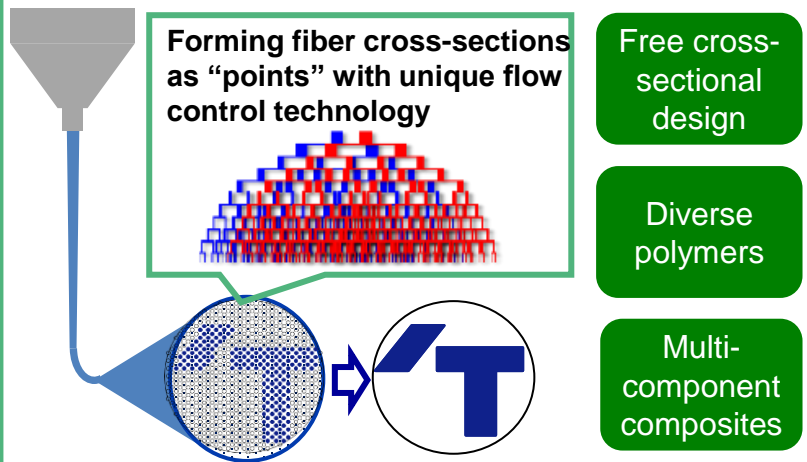 Forming fiber cross-sections
as “points” with unique flow
control technology
Free cross-
sectional
design
Diverse
polymers
Multi-
component
composites
'T